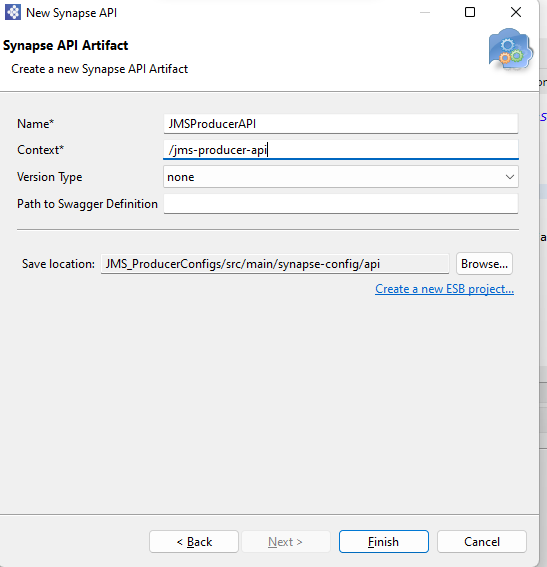 New Synapse API
Synapse API Artifact
Create a new Synapse API Artifact
Name* JMSProducerAPI
Context* /jms-producer-api
Version Type none
Path to Swagger Definition
Save location: JMS_ProducerConfigs/src/main/synapse-config/api Browse...
Create a new ESB project...
< Back Next > Finish Cancel